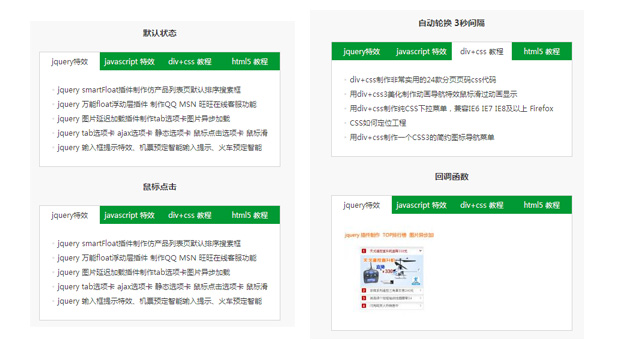 默认状态
jquery特效 javascript 特效 div+css 教程 html5 教程
jquery smartFloat插件制作仿产品列表页默认排序搜索框
jquery 万能float浮动层插件 制作QQ MSN 旺旺在线客服功能
jquery 图片延迟加载插件制作tab选项卡图片异步加载
jquery tab选项卡 ajax选项卡 静态选项卡 鼠标点击选项卡 鼠标滑
jquery 输入框提示特效、机票预定智能输入提示、火车预定智能
鼠标点击
jquery特效 javascript 特效 div+css 教程 html5 教程
jquery smartFloat插件制作仿产品列表页默认排序搜索框
jquery 万能float浮动层插件 制作QQ MSN 旺旺在线客服功能
jquery 图片延迟加载插件制作tab选项卡图片异步加载
jquery tab选项卡 ajax选项卡 静态选项卡 鼠标点击选项卡 鼠标滑
jquery 输入框提示特效、机票预定智能输入提示、火车预定智能
自动轮换 3秒间隔
jquery特效 javascript 特效 div+css 教程 html5 教程
div+css制作非常实用的24款分页页码css代码
用div+css3美化制作动画导航特效鼠标滑过动画显示
用div+css制作纯CSS下拉菜单，兼容IE6 IE7 IE8及以上 Firefox
CSS如何定位工程
用div+css制作一个CSS3的简约图标导航菜单
回调函数
jquery特效 javascript 特效 div+css 教程 html5 教程
jquery 插件制作 TOP排行榜 图片异步加